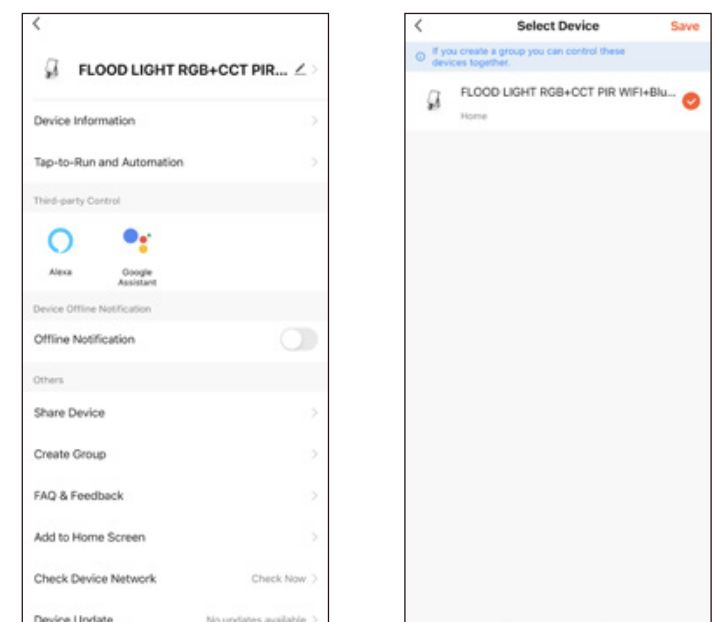 FLOOD LIGHT RGB+CCT PIR...
Device Information
Tap-to-Run and Automation
Third-party Control
Alexa
Google
Assistant
Device Offline Notification
Offline Notification
Others
Share Device
Create Group
FAQ & Feedback
Add to Home Screen
Check Device Network Check Now
Device Update No updates available
Select Device Save
If you create a group you can control these
devices together.
FLOOD LIGHT RGB+CCT PIR WIFI+Blu...
Home